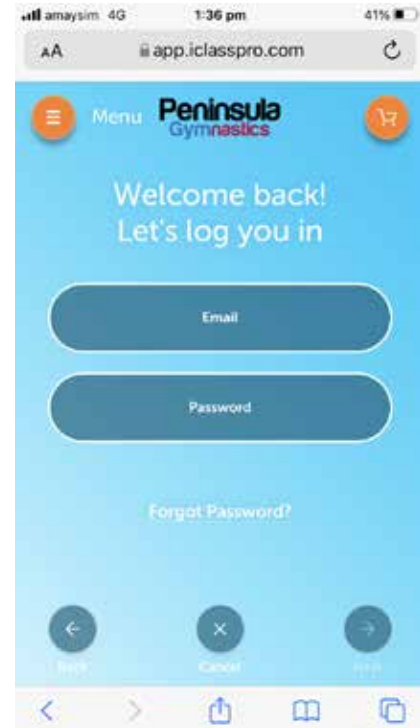 amaysim 4G 1:36 pm 41%
AA app.iclasspro.com
Menu Peninsula
Gymnastics
Welcome back!
Let's log you in
Email
Password
Forgot Password?
Back Cancel Next